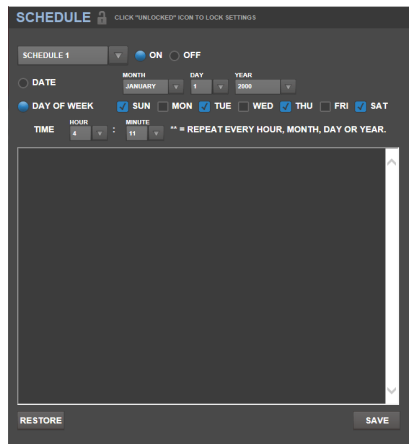 SCHEDULE CLICK "UNLOCKED" ICON TO LOCK SETTINGS
SCHEDULE 1 ON OFF
MONTH DAY YEAR
DATE JANUARY 1 2000
DAY OF WEEK SUN MON TUE WED THU FRI SAT
HOUR MINUTE
TIME 4 : 11 ** = REPEAT EVERY HOUR, MONTH, DAY OR YEAR.
RESTORE SAVE